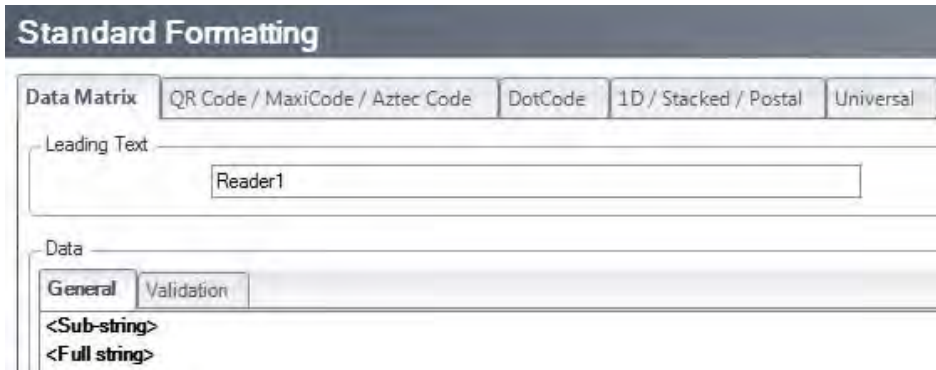 Standard Formatting
Data Matrix QR Code / MaxiCode / Aztec Code DotCode 1D / Stacked / Postal Universal
Leading Text
Reader1
Data
General Validation
<Sub-string>
<Full string>